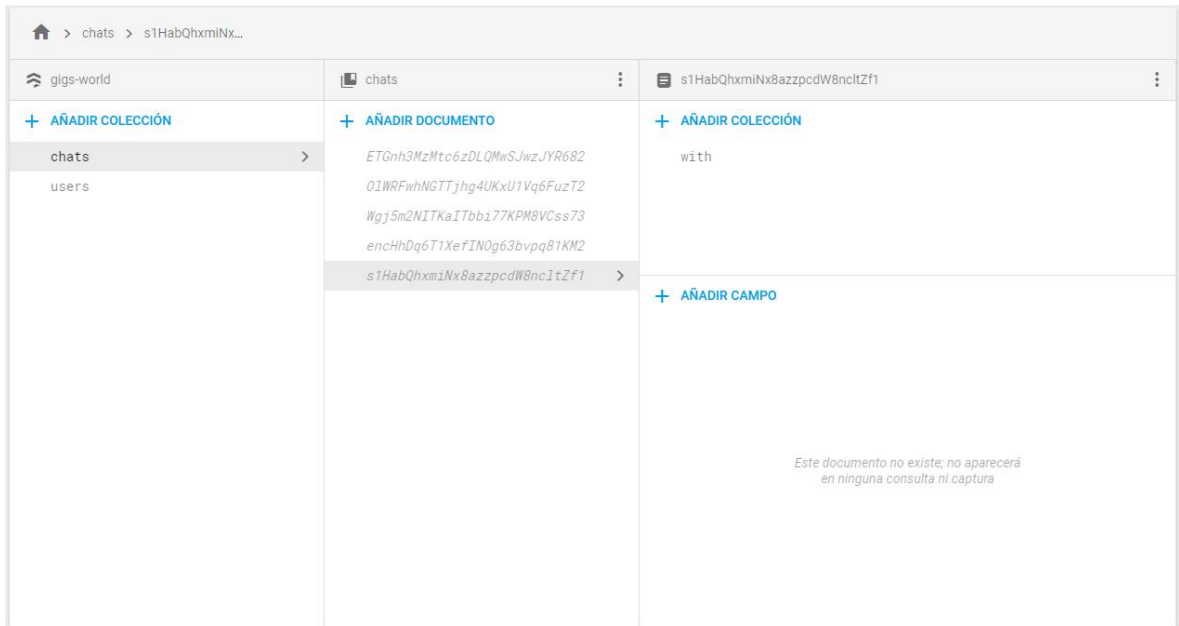 chats > s1HabQhxmiNx...
gigs-world
chats
s1HabQhxmiNx8azzpcdW8ncltZf1
+ AÑADIR COLECCIÓN
+ AÑADIR DOCUMENTO
+ AÑADIR COLECCIÓN
chats
users
ETGnh3MzMtc6zDLQMwSJwzJYR682
OlWRFwhNGTTjhg4UKxU1Vq6FuzT2
Wgj5m2NITKaITbbi77KPM8VCss73
encHhDq6T1XefINOg63bvpq81KM2
s1HabQhxmiNx8azzpcdW8ncltZf1
with
+ AÑADIR CAMPO
Este documento no existe; no aparecerá
en ninguna consulta ni captura